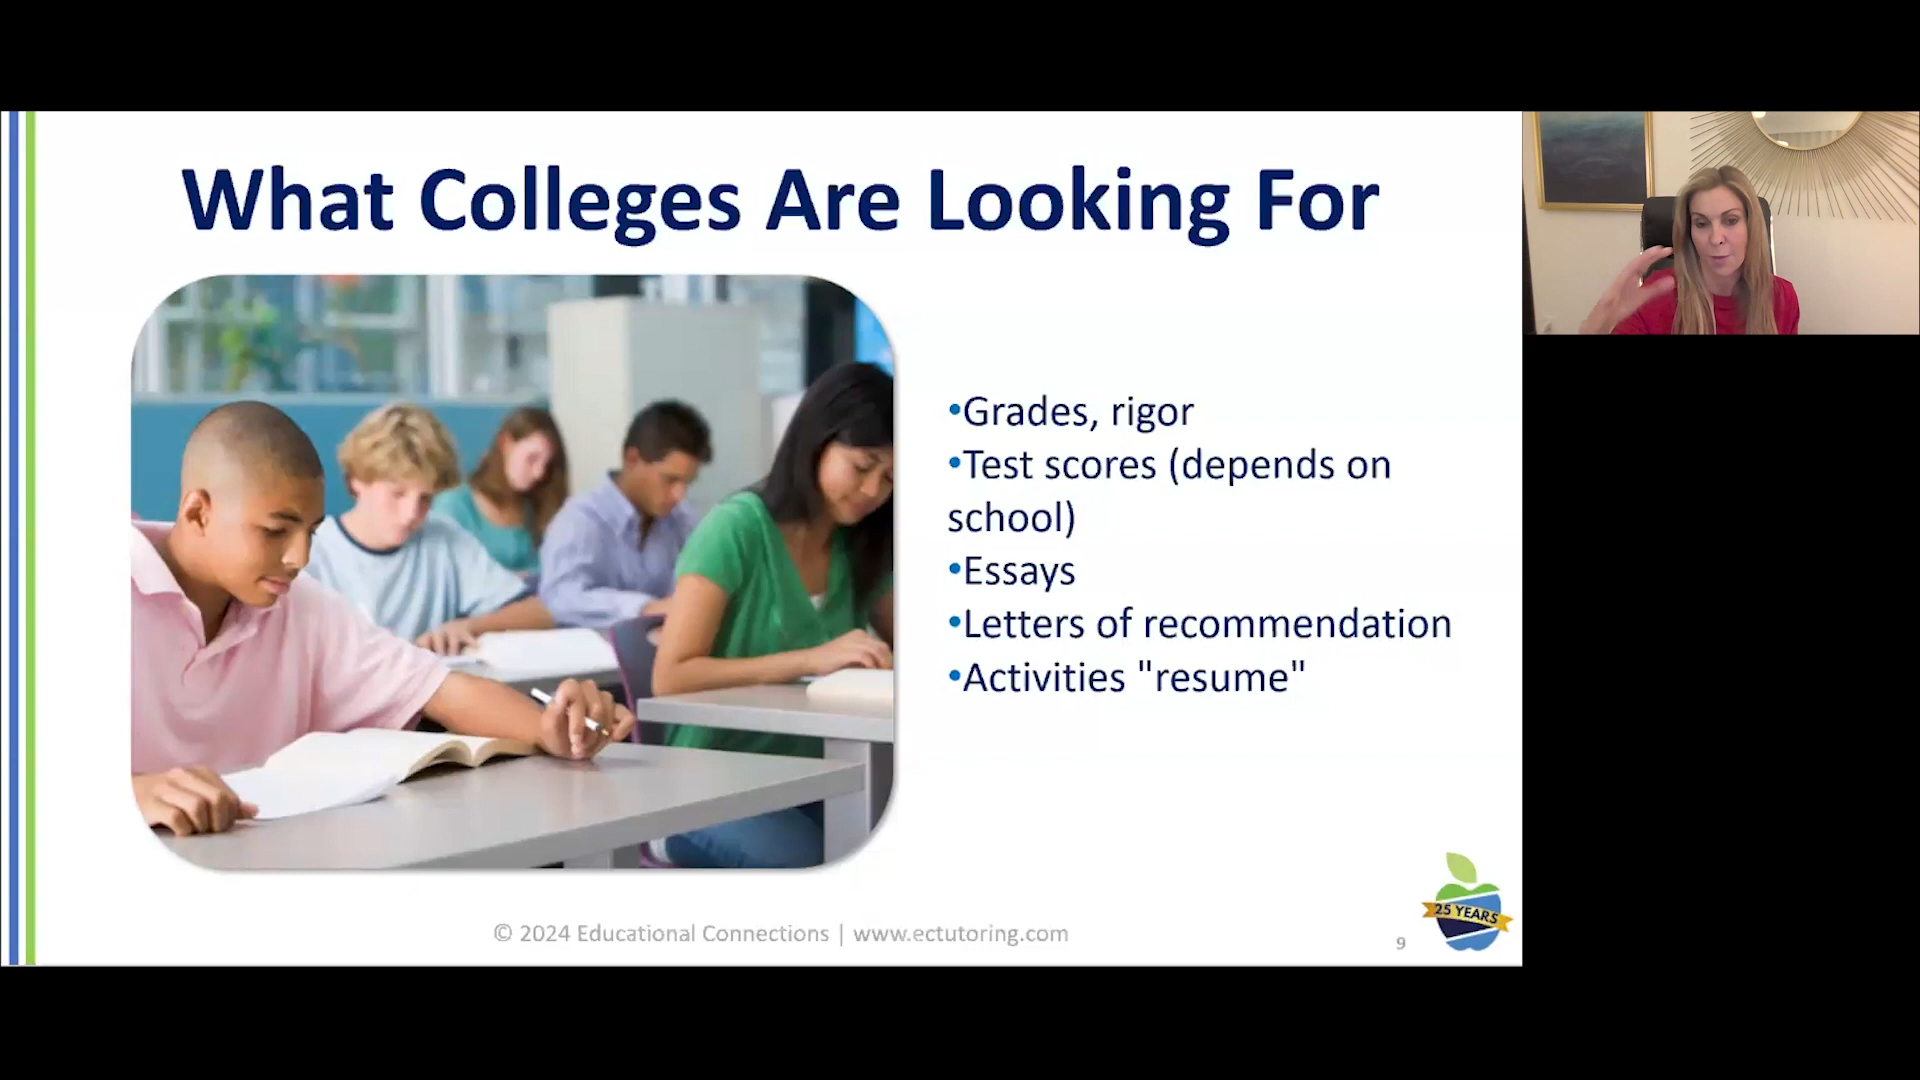 What Colleges Are Looking For
•Grades, rigor
•Test scores (depends on
school)
•Essays
•Letters of recommendation
•Activities "resume"
© 2024 Educational Connections | www.ectutoring.com
9
25 YEARS